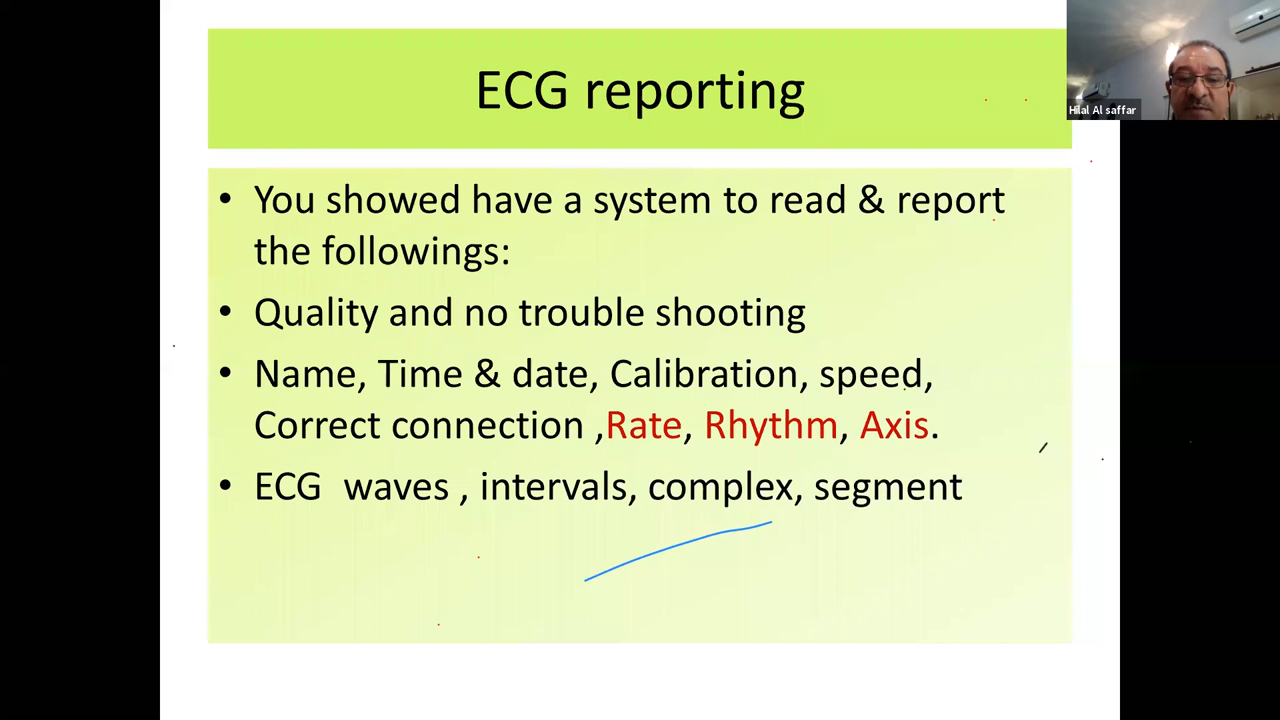 ECG reporting
Hilal Al saffar
• You showed have a system to read & report
the followings:
• Quality and no trouble shooting
• Name, Time & date, Calibration, speed,
Correct connection ,Rate, Rhythm, Axis.
• ECG waves , intervals, complex, segment